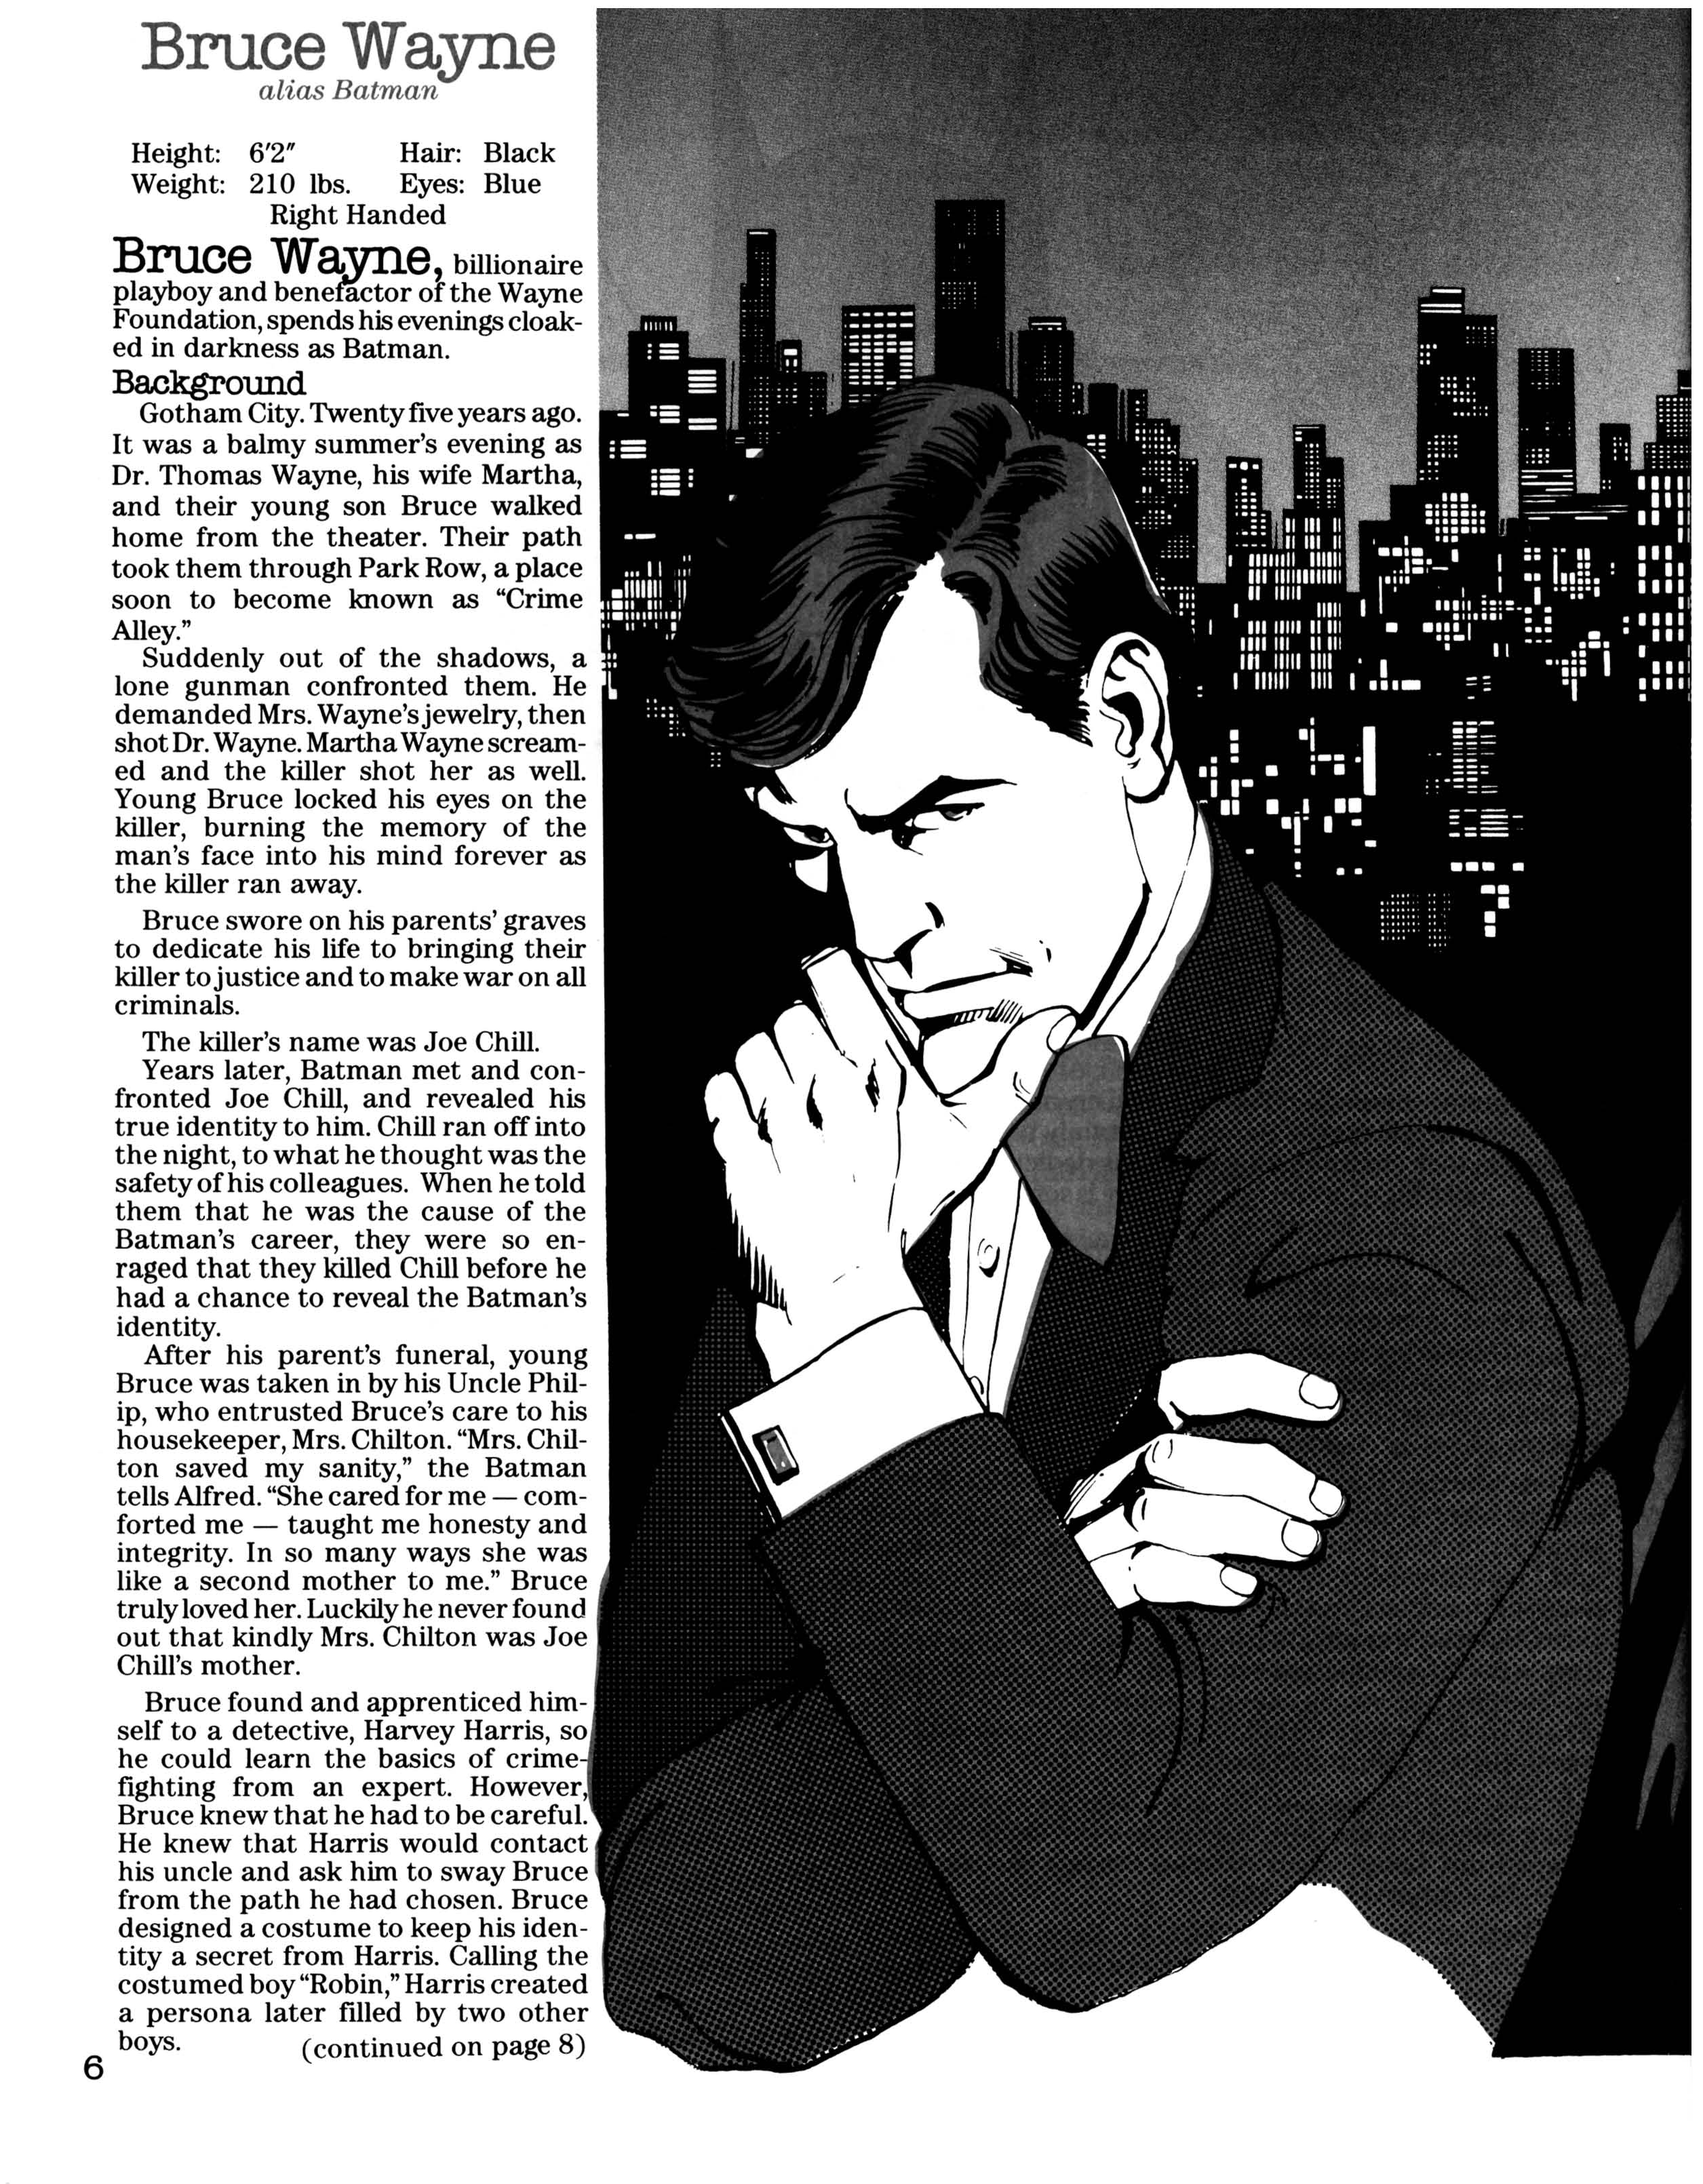 Bruce Wayne
alias Batman
Height: 6'2" Hair: Black
Weight: 210 lbs. Eyes: Blue
Right Handed
Bruce Wayne, billionaire
playboy and benefactor of the Wayne
Foundation, spends his evenings cloak-
ed in darkness as Batman.
Background
Gotham City. Twenty five years ago.
It was a balmy summer's evening as
Dr. Thomas Wayne, his wife Martha,
and their young son Bruce walked
home from the theater. Their path
took them through Park Row, a place
soon to become known as "Crime
Alley."
Suddenly out of the shadows, a
lone gunman confronted them. He
demanded Mrs. Wayne's jewelry, then
shot Dr. Wayne. Martha Wayne scream-
ed and the killer shot her as well.
Young Bruce locked his eyes on the
killer, burning the memory of the
man's face into his mind forever as
the killer ran away.
Bruce swore on his parents' graves
to dedicate his life to bringing their
killer to justice and to make war on all
criminals.
The killer's name was Joe Chill.
Years later, Batman met and con-
fronted Joe Chill, and revealed his
true identity to him. Chill ran off into
the night, to what he thought was the
safety of his colleagues. When he told
them that he was the cause of the
Batman's career, they were so en-
raged that they killed Chill before he
had a chance to reveal the Batman's
identity.
After his parent's funeral, young
Bruce was taken in by his Uncle Phil-
ip, who entrusted Bruce's care to his
housekeeper, Mrs. Chilton. "Mrs. Chil-
ton saved my sanity," the Batman
tells Alfred. "She cared for me — com-
forted me — taught me honesty and
integrity. In so many ways she was
like a second mother to me." Bruce
truly loved her. Luckily he never found
out that kindly Mrs. Chilton was Joe
Chill's mother.
Bruce found and apprenticed him-
self to a detective, Harvey Harris, so
he could learn the basics of crime-
fighting from an expert. However,
Bruce knew that he had to be careful.
He knew that Harris would contact
his uncle and ask him to sway Bruce
from the path he had chosen. Bruce
designed a costume to keep his iden-
tity a secret from Harris. Calling the
costumed boy "Robin," Harris created
a persona later filled by two other
boys. (continued on page 8)
6